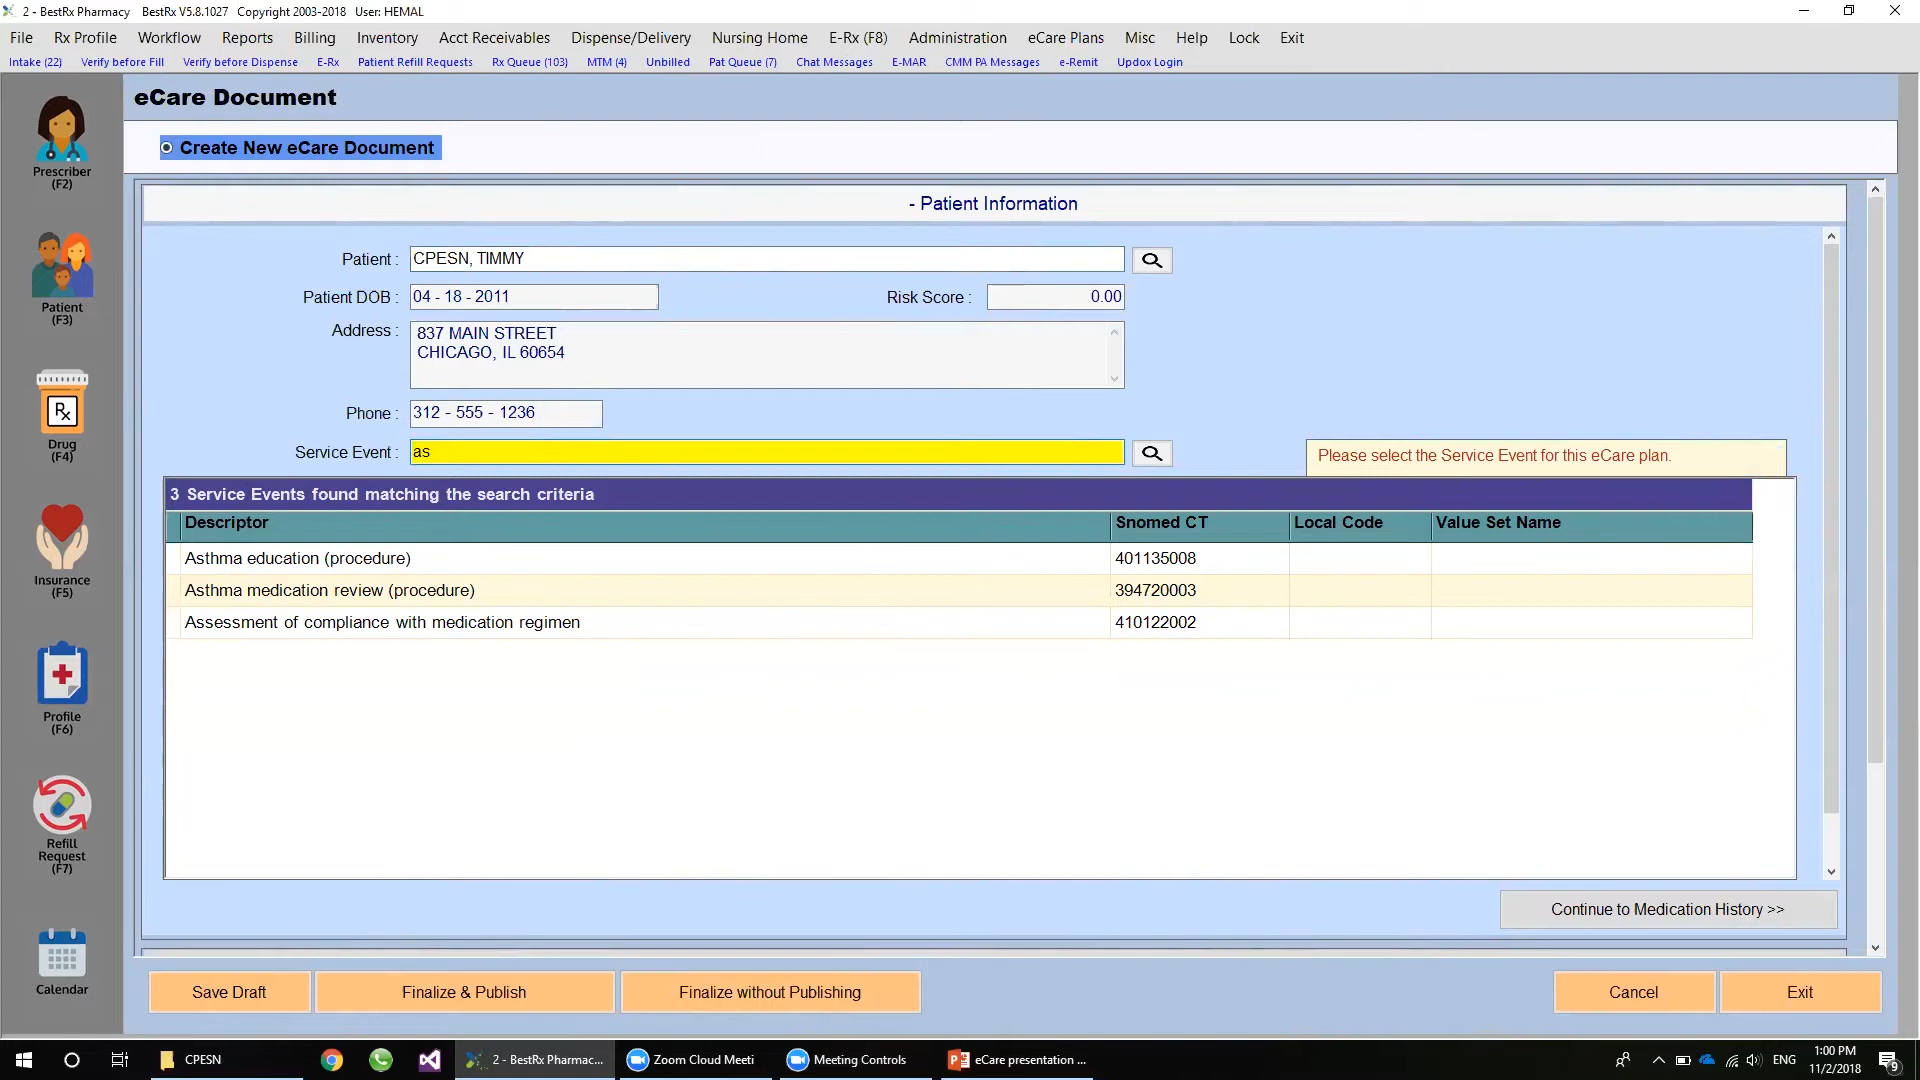 2 - BestRx Pharmacy BestRx V5.8.1027 Copyright 2003-2018 User: HEMAL
File Rx Profile Workflow Reports Billing Inventory Acct Receivables Dispense/Delivery Nursing Home E-Rx (F8) Administration eCare Plans Misc Help Lock Exit
Intake (22) Verify before Fill Verify before Dispense E-Rx Patient Refill Requests Rx Queue (103) MTM (4) Unbilled Pat Queue (7) Chat Messages E-MAR CMM PA Messages e-Remit Updox Login
Prescriber
(F2)
Patient
(F3)
Rx
Drug
(F4)
Insurance
(F5)
Profile
(F6)
Refill
Request
(F7)
Calendar
eCare Document
Create New eCare Document
- Patient Information
Patient : CPESN, TIMMY
Patient DOB : 04 - 18 - 2011 Risk Score : 0.00
Address : 837 MAIN STREET
CHICAGO, IL 60654
Phone : 312 - 555 - 1236
Service Event : as Please select the Service Event for this eCare plan.
3 Service Events found matching the search criteria
Descriptor Snomed CT Local Code Value Set Name
Asthma education (procedure) 401135008
Asthma medication review (procedure) 394720003
Assessment of compliance with medication regimen 410122002
Continue to Medication History >>
Save Draft Finalize & Publish Finalize without Publishing Cancel Exit
CPESN 2 - BestRx Pharmac... Zoom Cloud Meeti Meeting Controls eCare presentation ... ENG 1:00 PM
11/2/2018 9